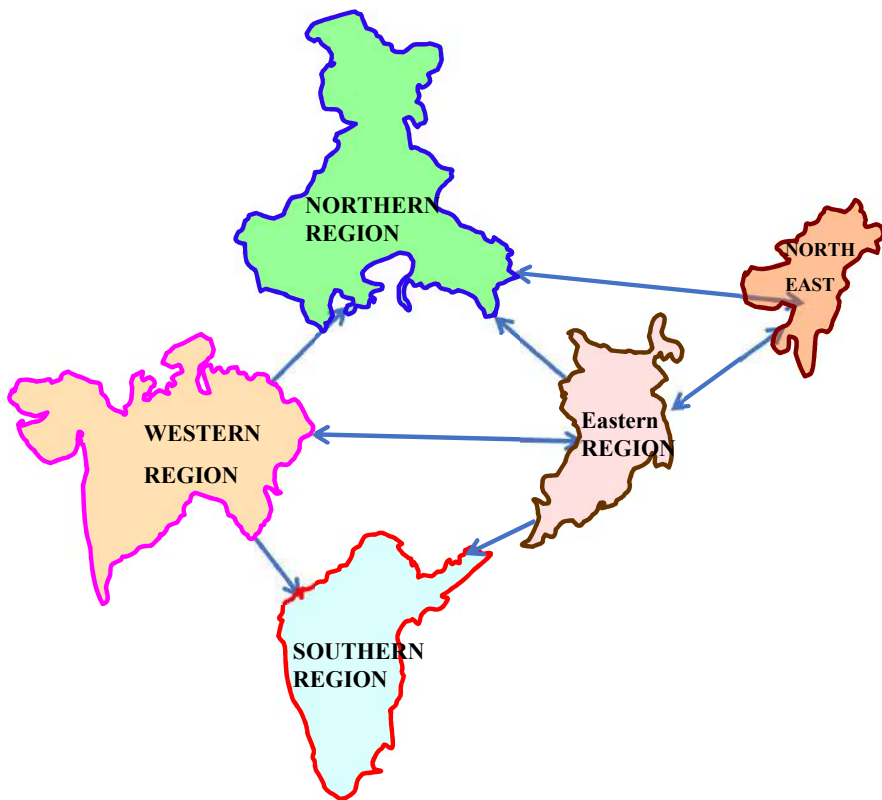 NORTHERN
REGION
NORTH
EAST
Eastern
REGION
WESTERN
REGION
SOUTHERN
REGION